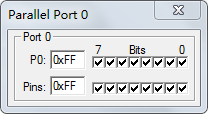 Parallel Port 0
Port 0
7 Bits 0
P0: 0xFF
Pins: 0xFF